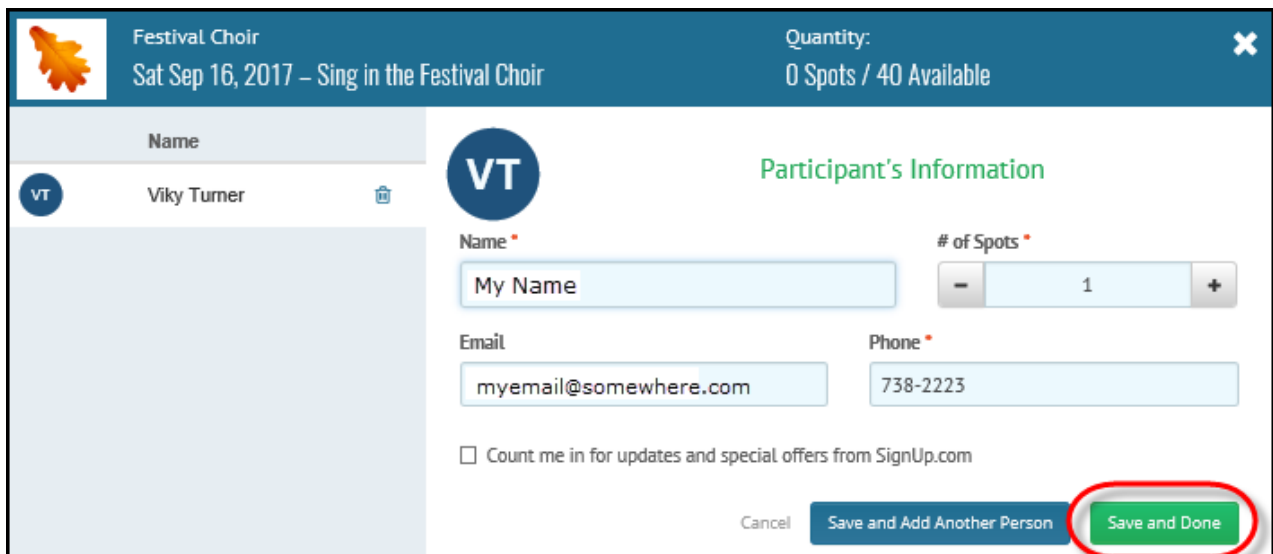 Festival Choir
Sat Sep 16, 2017 – Sing in the Festival Choir
Quantity:
0 Spots / 40 Available
Name
VT
Viky Turner
VT
Participant's Information
Name *
# of Spots *
My Name
–
1
+
Email
Phone *
myemail@somewhere.com
738-2223
Count me in for updates and special offers from SignUp.com
Cancel
Save and Add Another Person
Save and Done